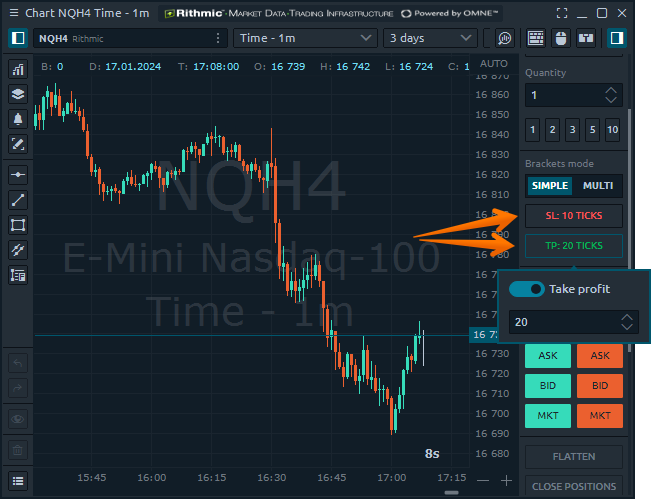 Chart NQH4 Time - 1m
Rithmic - Market Data-Trading Infrastructure
Powered by OMNE™
NQH4 Rithmic
Time - 1m
3 days
B: 0 D: 17.01.2024 T: 17:08:00 O: 16 739 H: 16 742 L: 16 724 C: 1
AUTO
16 870
16 860
16 850
16 840
16 830
16 820
16 810
16 800
16 790
16 780
16 770
16 730
16 720
16 710
16 700
16 690
16 680
NQH4
E-Mini Nasdaq-100
Time - 1m
8s
15:45 16:00 16:15 16:30 16:45 17:00 17:15
Quantity
1
1 2 3 5 10
Brackets mode
SIMPLE MULTI
SL: 10 TICKS
TP: 20 TICKS
Take profit
20
ASK ASK
BID BID
MKT MKT
FLATTEN
CLOSE POSITIONS